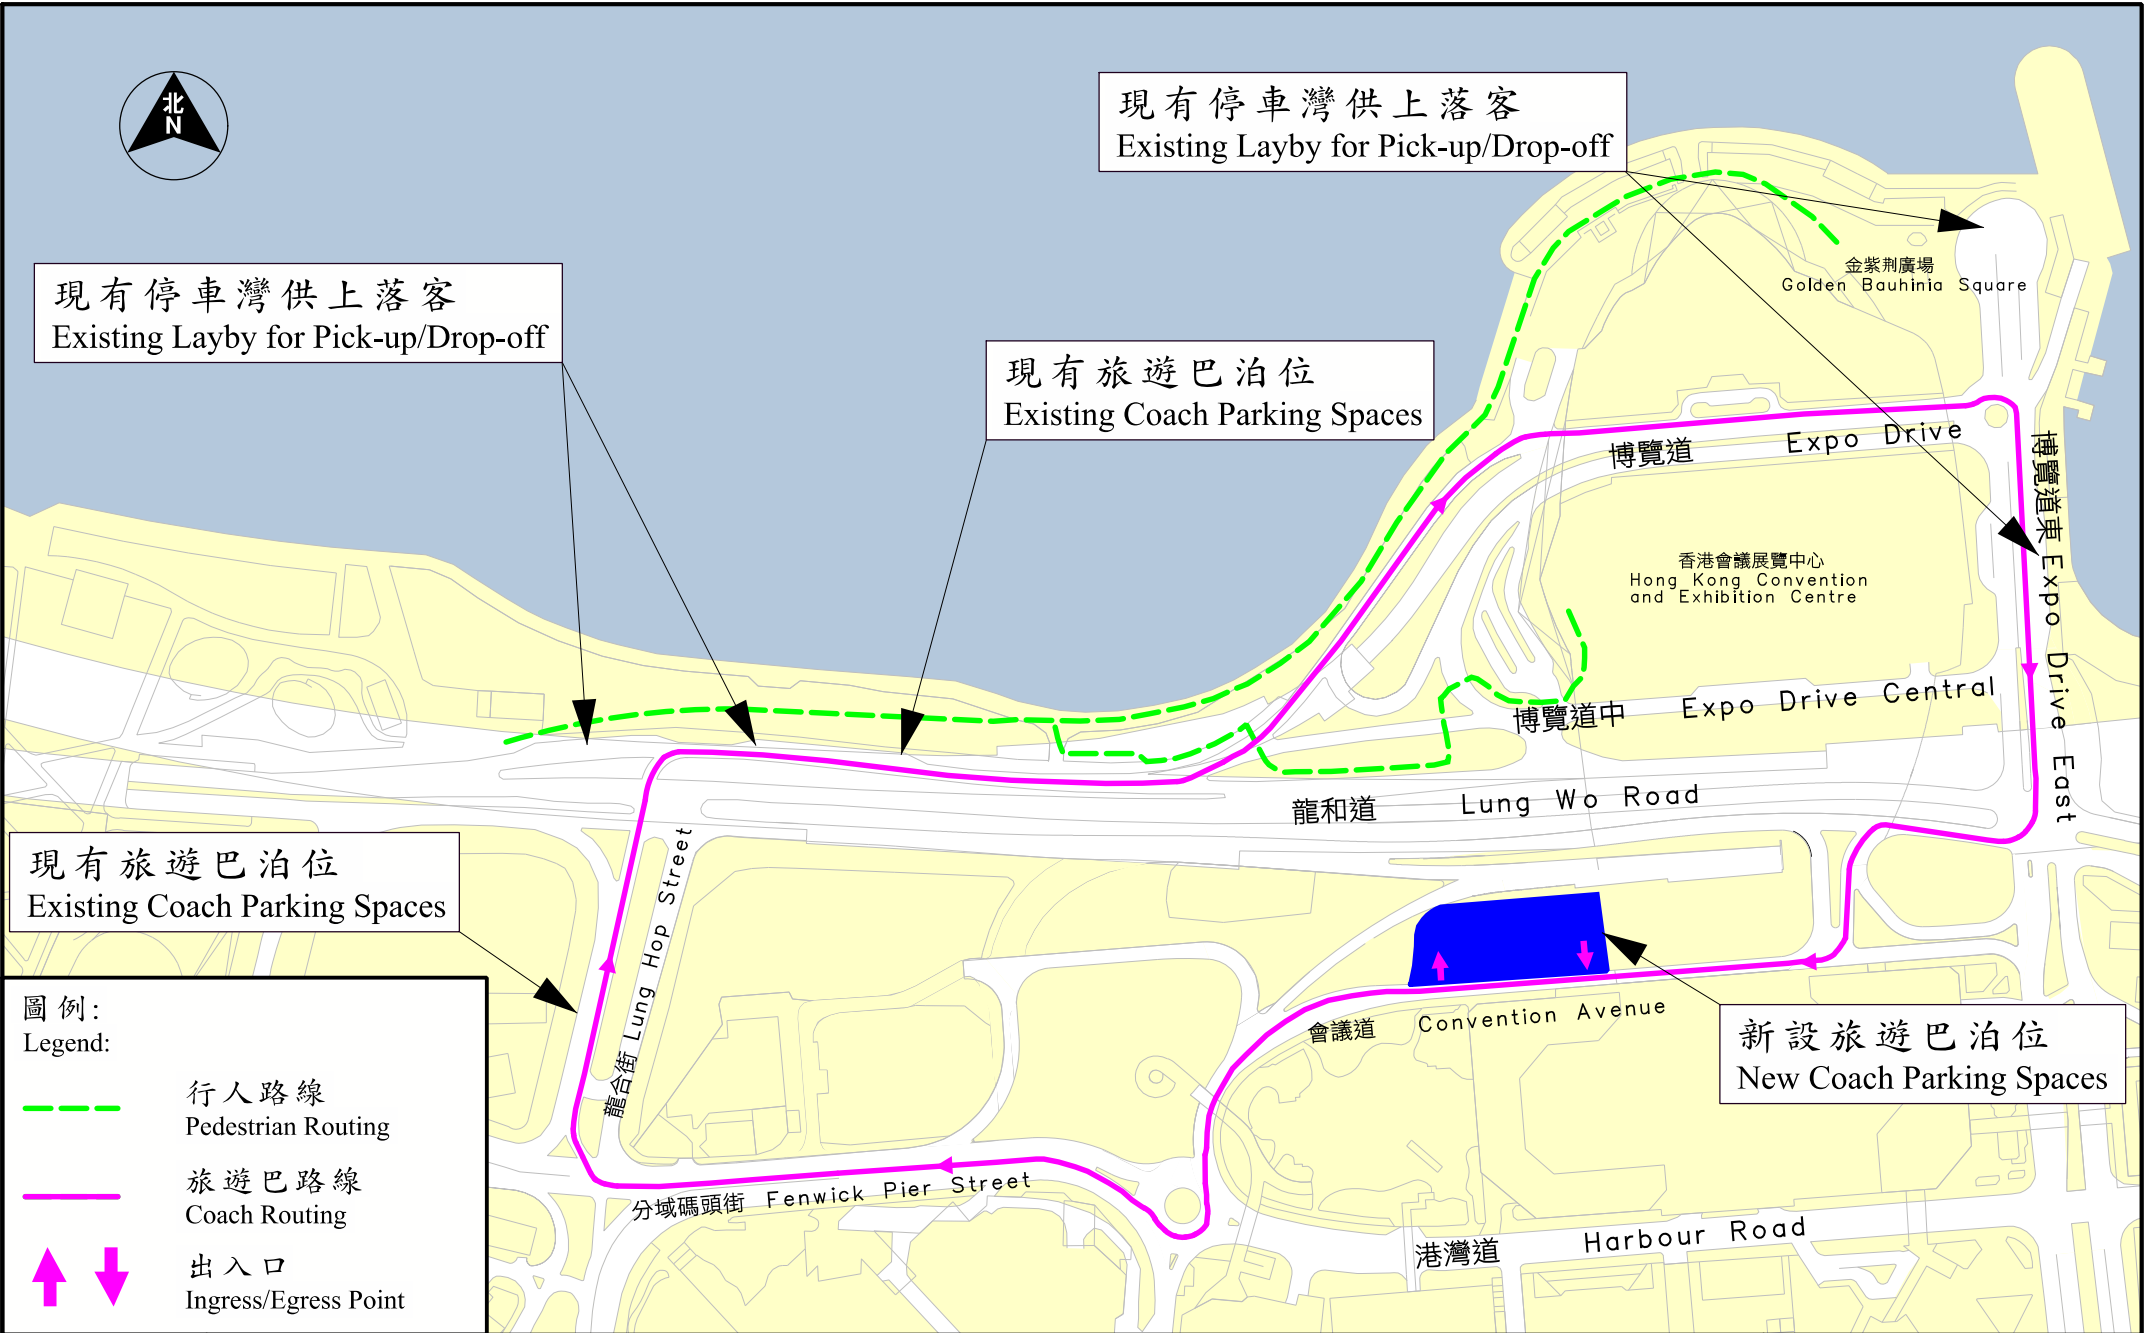 北
N
現有停車灣供上落客
Existing Layby for Pick-up/Drop-off
現有停車灣供上落客
Existing Layby for Pick-up/Drop-off
金紫荆廣場
Golden Bauhinia Square
現有旅遊巴泊位
Existing Coach Parking Spaces
博覽道 Expo Drive
博覽道東 Expo Drive East
香港會議展覽中心
Hong Kong Convention
and Exhibition Centre
博覽道中 Expo Drive Central
龍和道 Lung Wo Road
現有旅遊巴泊位
Existing Coach Parking Spaces
龍合街 Lung Hop Street
會議道 Convention Avenue
新設旅遊巴泊位
New Coach Parking Spaces
分域碼頭街 Fenwick Pier Street
港灣道 Harbour Road
圖例:
Legend:
行人路線
Pedestrian Routing
旅遊巴路線
Coach Routing
出入口
Ingress/Egress Point